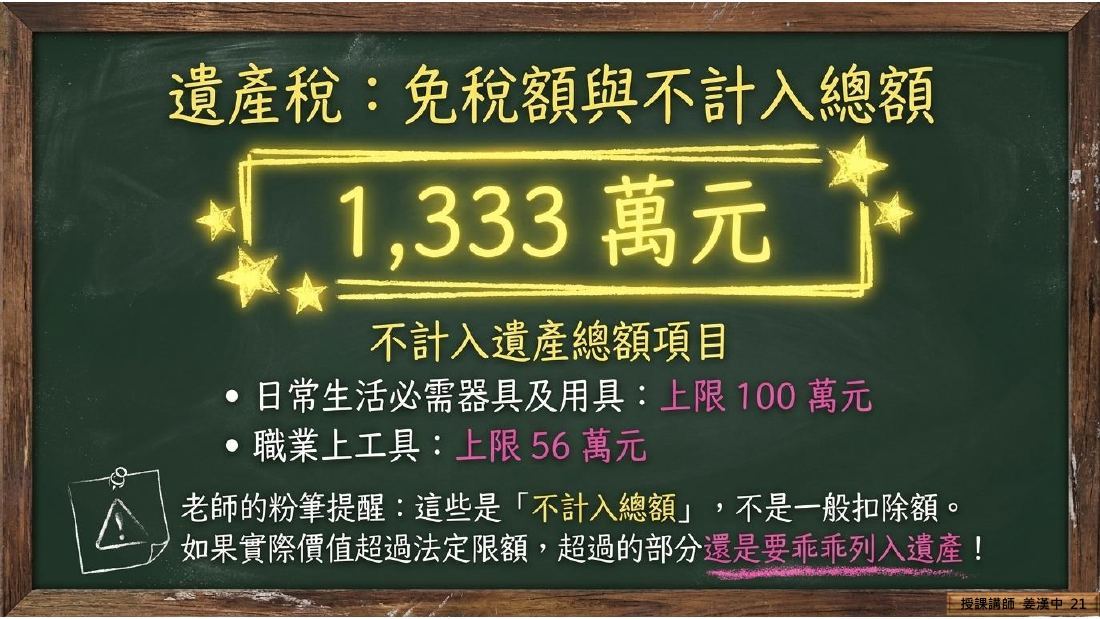 遺產稅：免稅額與不計入總額
1,333 萬元
不計入遺產總額項目
• 日常生活必需器具及用具：上限 100 萬元
• 職業上工具：上限 56 萬元
老師的粉筆提醒：這些是「不計入總額」，不是一般扣除額。
如果實際價值超過法定限額，超過的部分還是要乖乖列入遺產！
授課講師 姜漢中 21